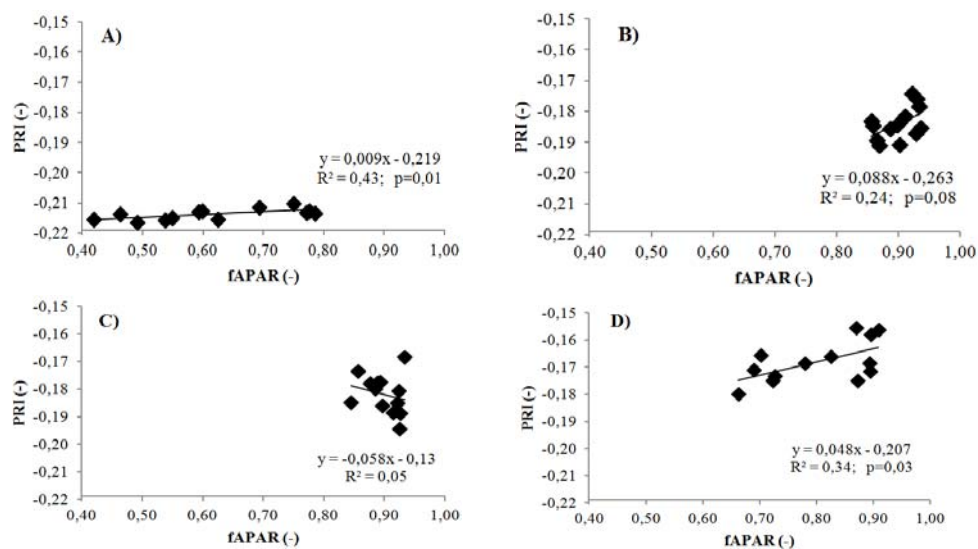 A)
-0,15
-0,16
-0,17
-0,18
-0,19
-0,20
-0,21
-0,22
PRI (-)
y = 0,009x - 0,219
R² = 0,43; p=0,01
0,40 0,50 0,60 0,70 0,80 0,90 1,00
fAPAR (-)
B)
-0,15
-0,16
-0,17
-0,18
-0,19
-0,20
-0,21
-0,22
PRI (-)
y = 0,088x - 0,263
R² = 0,24; p=0,08
0,40 0,50 0,60 0,70 0,80 0,90 1,00
fAPAR (-)
C)
-0,15
-0,16
-0,17
-0,18
-0,19
-0,20
-0,21
-0,22
PRI (-)
y = -0,058x - 0,13
R² = 0,05
0,40 0,50 0,60 0,70 0,80 0,90 1,00
fAPAR (-)
D)
-0,15
-0,16
-0,17
-0,18
-0,19
-0,20
-0,21
-0,22
PRI (-)
y = 0,048x - 0,207
R² = 0,34; p=0,03
0,40 0,50 0,60 0,70 0,80 0,90 1,00
fAPAR (-)